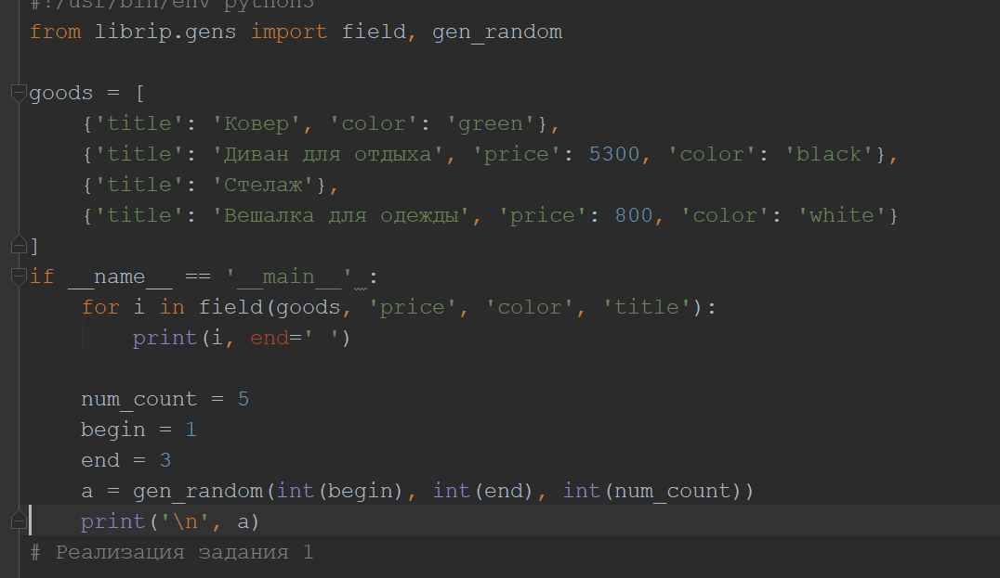 #!/usr/bin/env python3
from librip.gens import field, gen_random
goods = [
{'title': 'Ковер', 'color': 'green'},
{'title': 'Диван для отдыха', 'price': 5300, 'color': 'black'},
{'title': 'Стелаж'},
{'title': 'Вешалка для одежды', 'price': 800, 'color': 'white'}
]
if __name__ == '__main__' :
for i in field(goods, 'price', 'color', 'title'):
print(i, end=' ')
num_count = 5
begin = 1
end = 3
a = gen_random(int(begin), int(end), int(num_count))
print('\n', a)
# Реализация задания 1